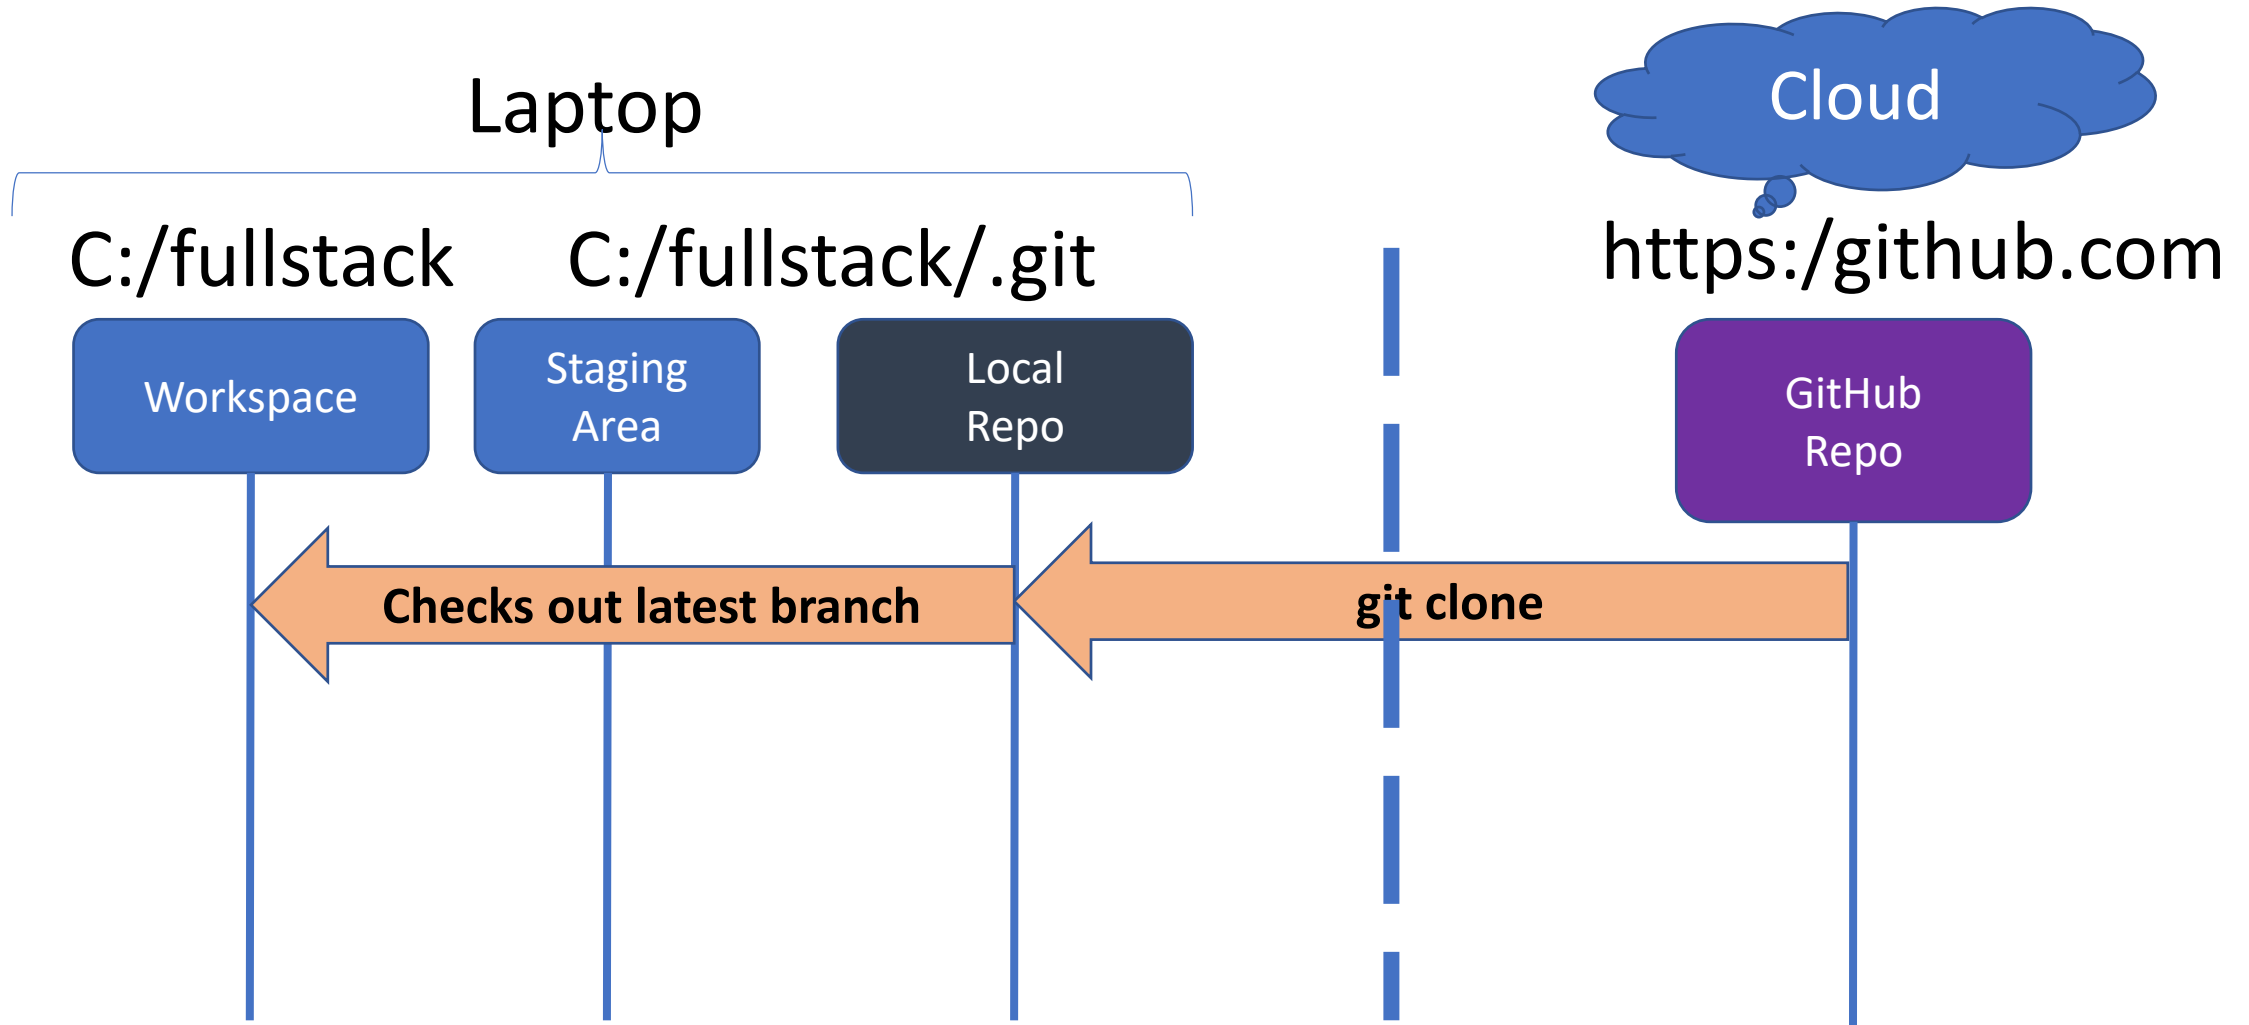 Laptop
Cloud
C:/fullstack
C:/fullstack/.git
https:/github.com
Workspace
Staging
Area
Local
Repo
GitHub
Repo
Checks out latest branch
git clone